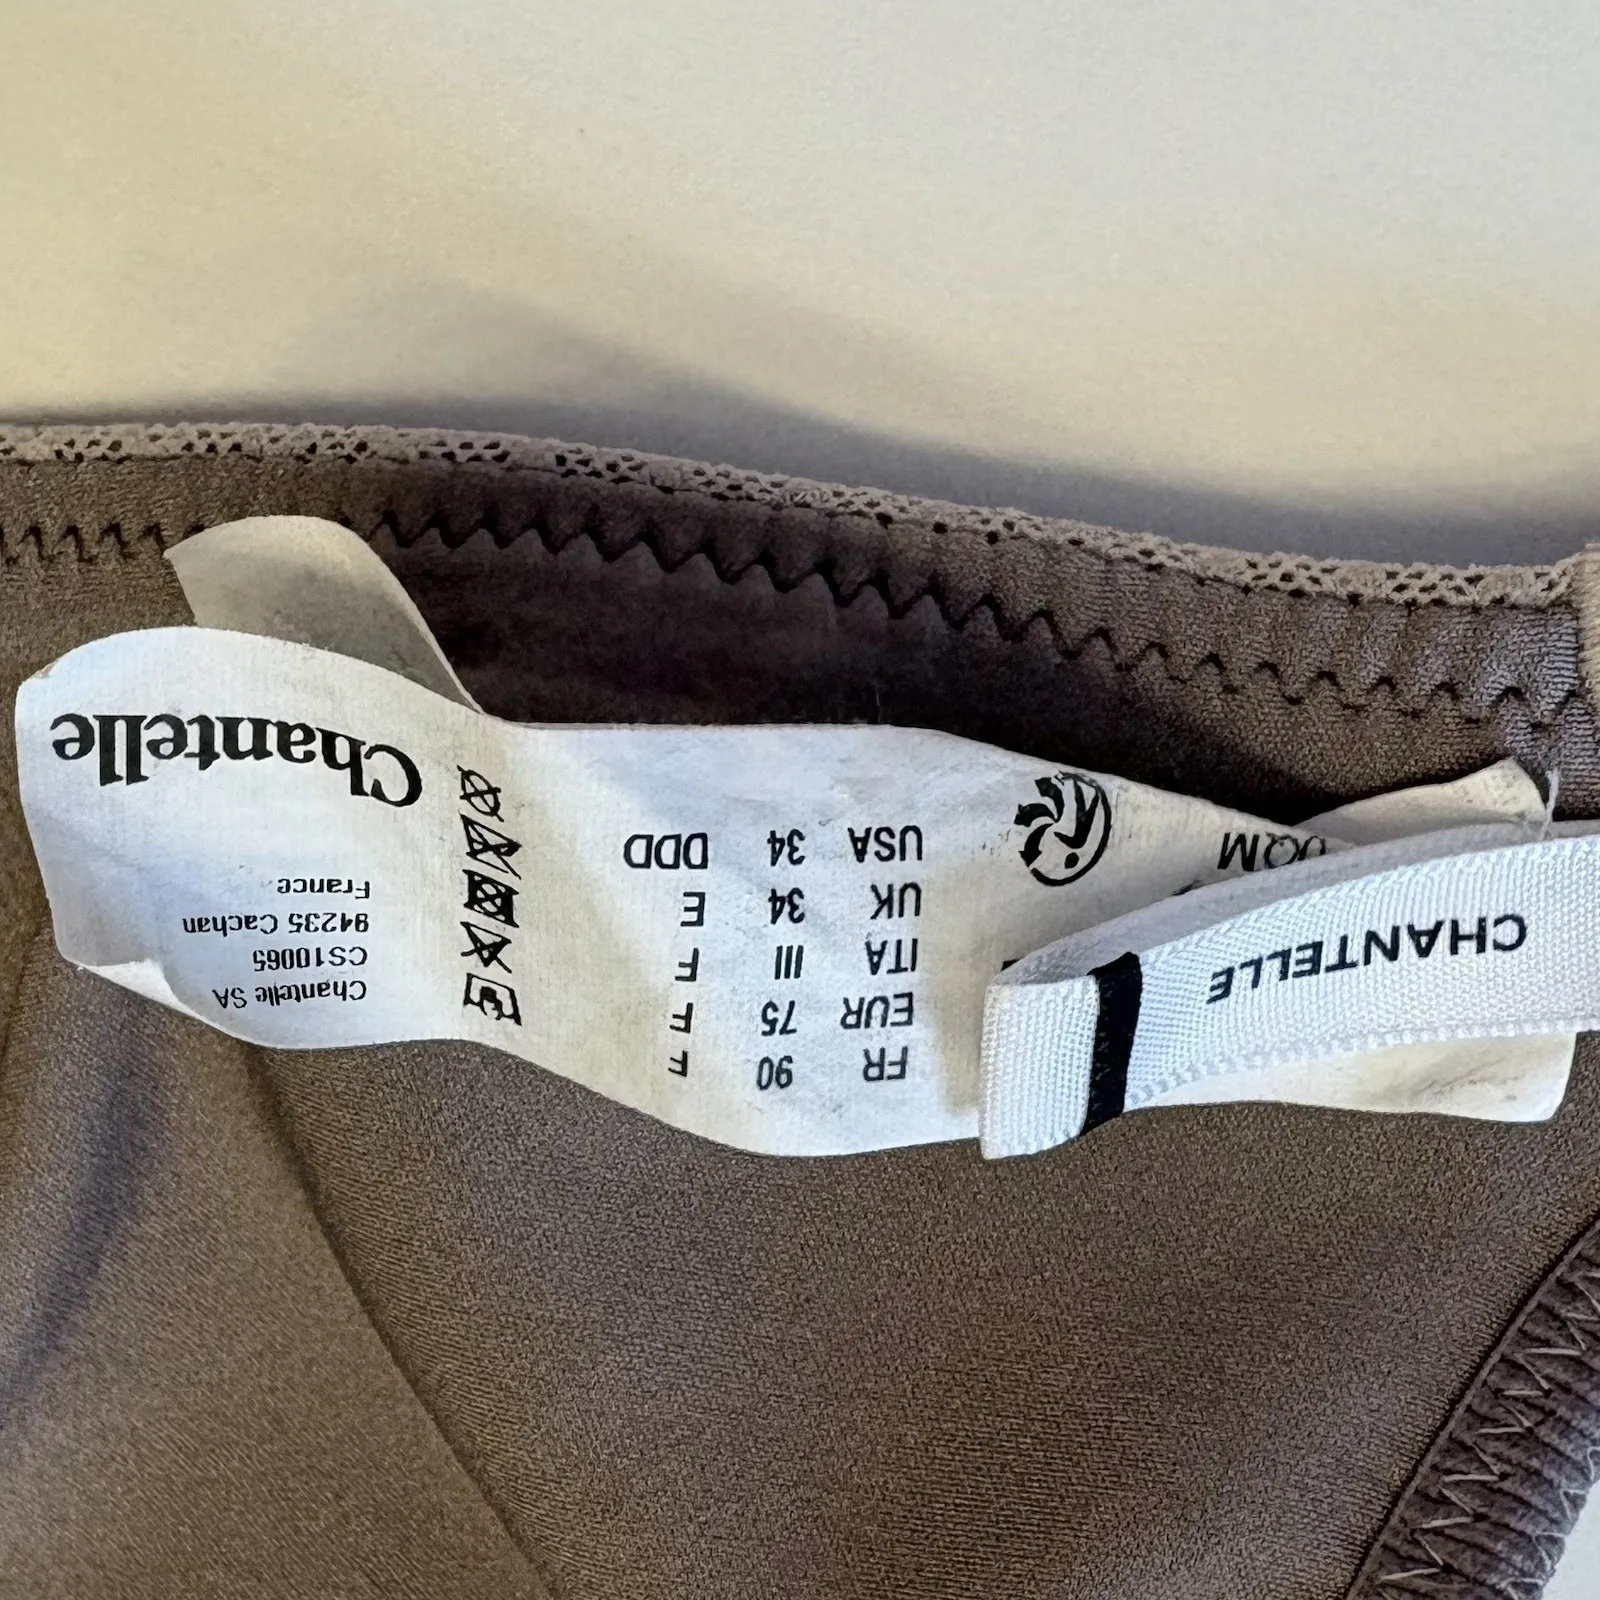 CHANTELLE
UQM
FR 90 F
EUR 75 F
ITA III F
UK 34 E
USA 34 DDD
Chantelle SA
CS10065
94235 Cachan
France
Chantelle